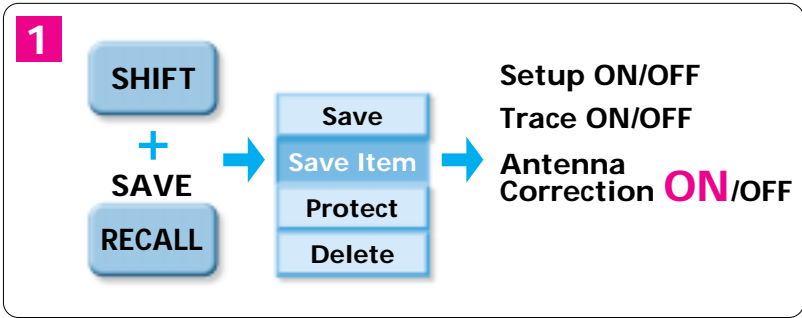 1
SHIFT
+
SAVE
RECALL
Save
Save Item
Protect
Delete
Setup ON/OFF
Trace ON/OFF
Antenna
Correction ON/OFF